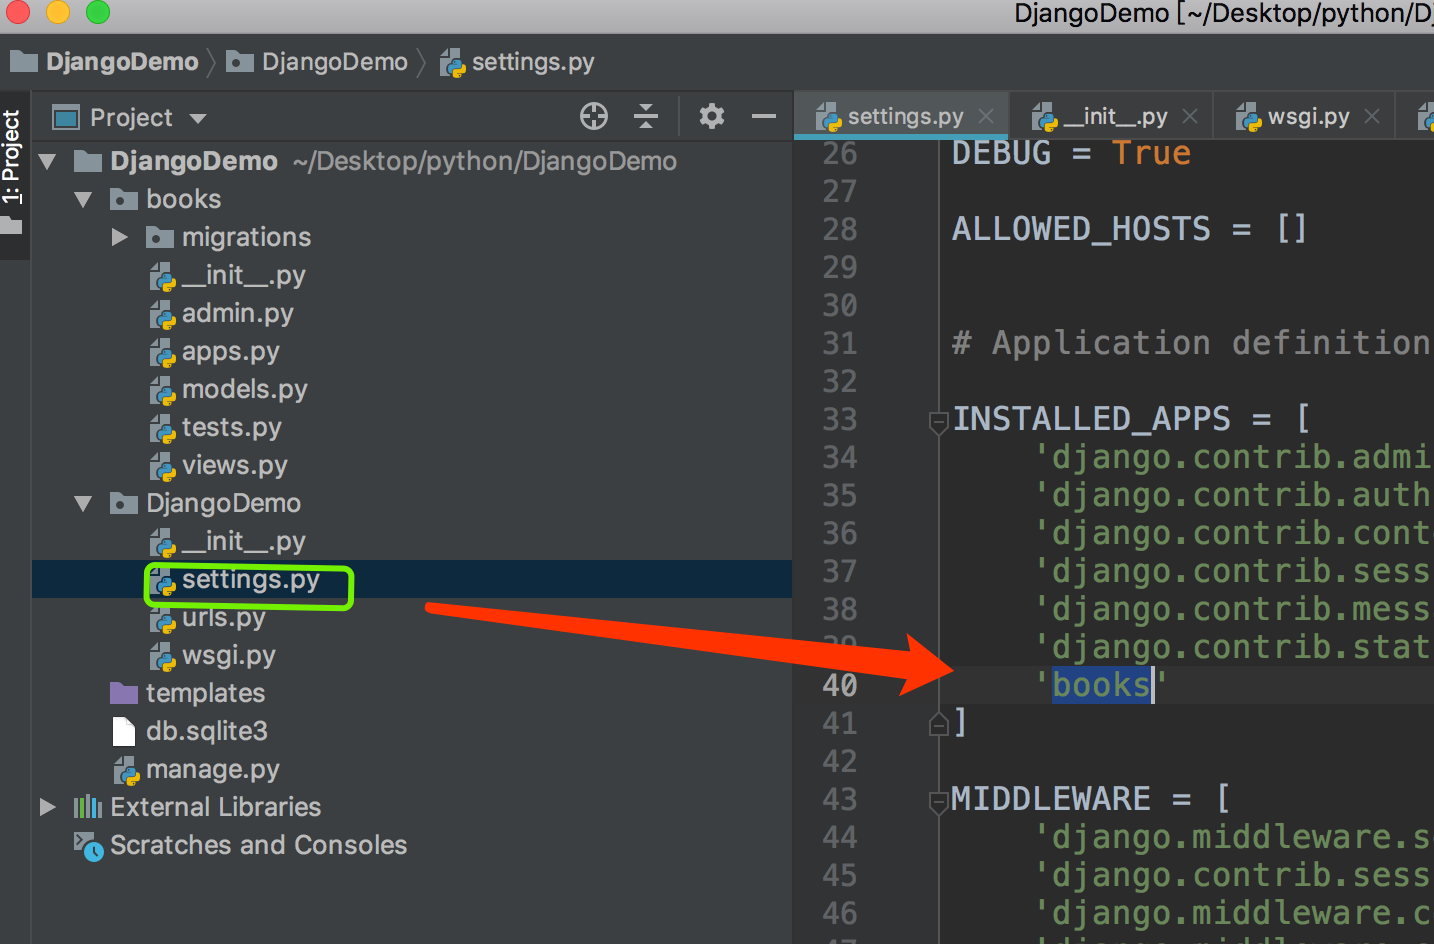 DjangoDemo [~/Desktop/python/Dj
DjangoDemo DjangoDemo settings.py
1: Project
Project
DjangoDemo ~/Desktop/python/DjangoDemo
books
migrations
__init__.py
admin.py
apps.py
models.py
tests.py
views.py
DjangoDemo
__init__.py
settings.py
urls.py
wsgi.py
templates
db.sqlite3
manage.py
External Libraries
Scratches and Consoles
settings.py __init__.py wsgi.py
26 DEBUG = True
27
28 ALLOWED_HOSTS = []
29
30
31 # Application definition
32
33 INSTALLED_APPS = [
34 'django.contrib.admi
35 'django.contrib.auth
36 'django.contrib.cont
37 'django.contrib.sess
38 'django.contrib.mess
39 'django.contrib.stat
40 'books'
41 ]
42
43 MIDDLEWARE = [
44 'django.middleware.s
45 'django.contrib.sess
46 'django.middleware.c